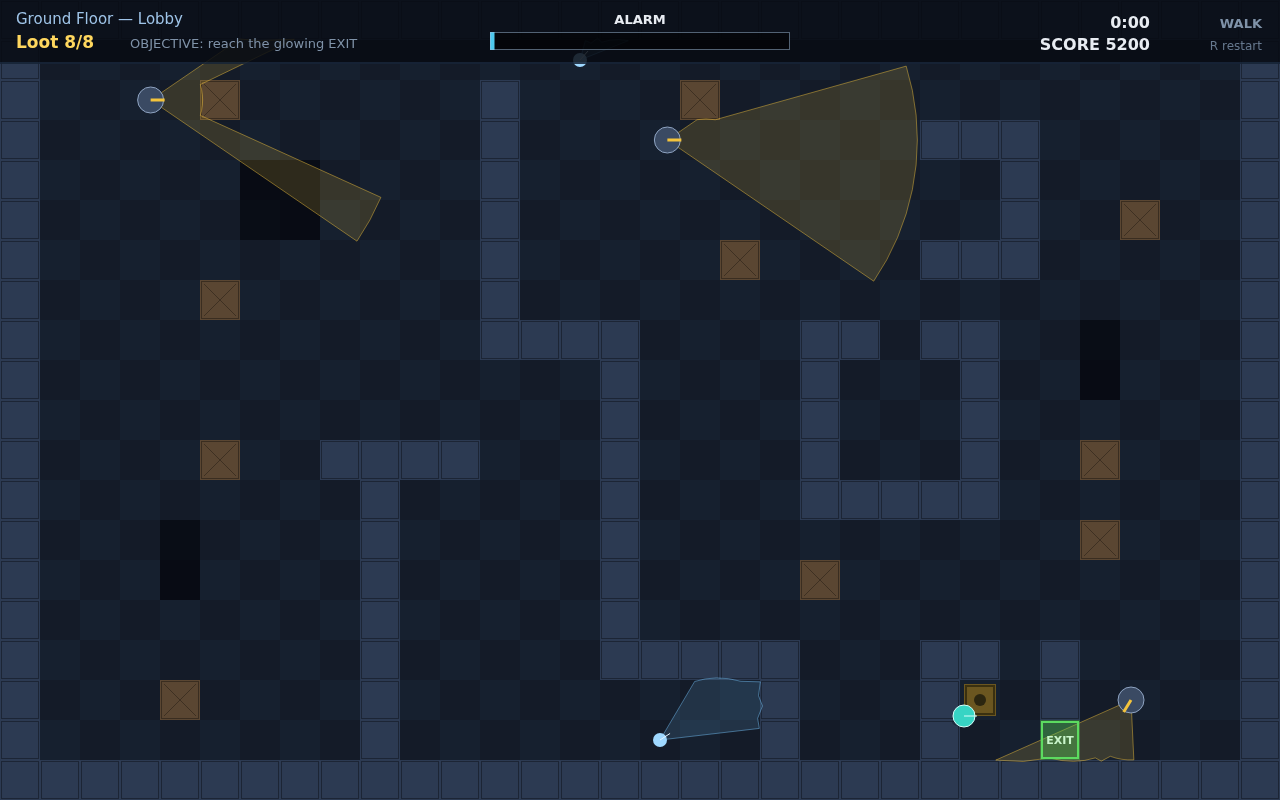 Ground Floor — Lobby
Loot 8/8
OBJECTIVE: reach the glowing EXIT
ALARM
0:00
SCORE 5200
WALK
R restart
EXIT